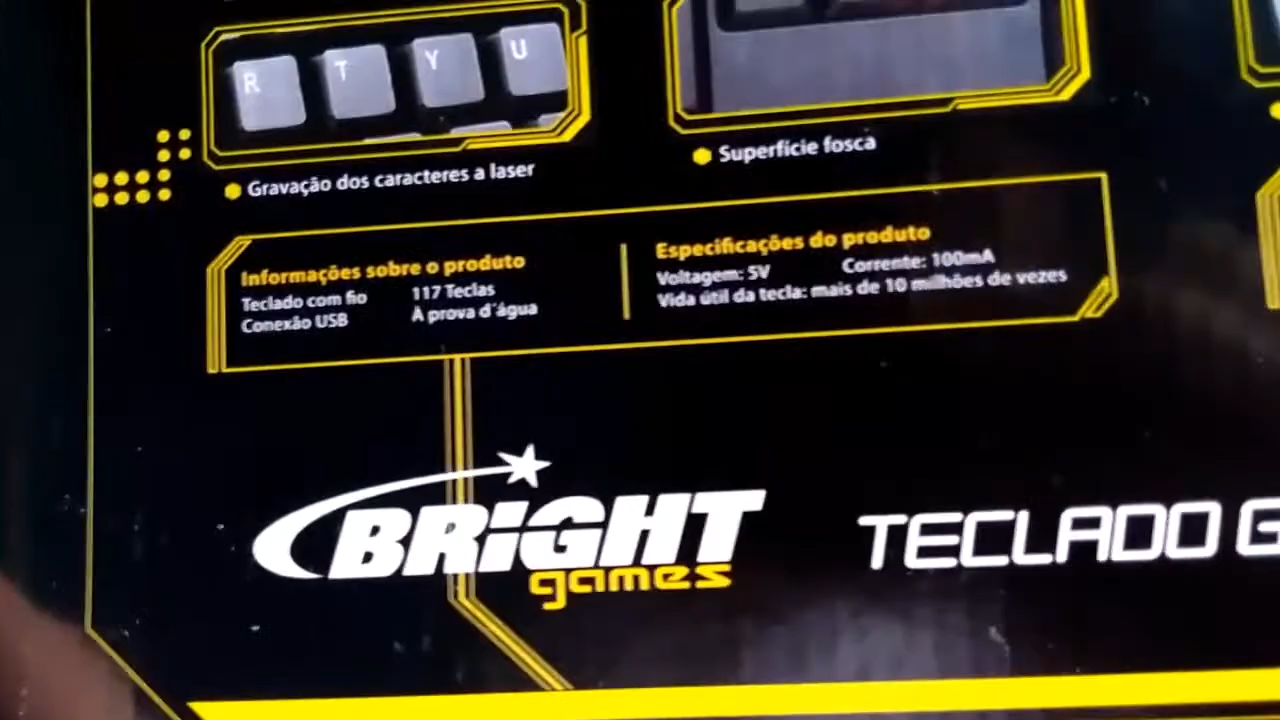 R T Y U
Gravação dos caracteres a laser
Superfície fosca
Informações sobre o produto
Teclado com fio 117 Teclas
Conexão USB À prova d´água
Especificações do produto
Voltagem: 5V Corrente: 100mA
Vida útil da tecla: mais de 10 milhões de vezes
BRiGHT
games
TECLADO G